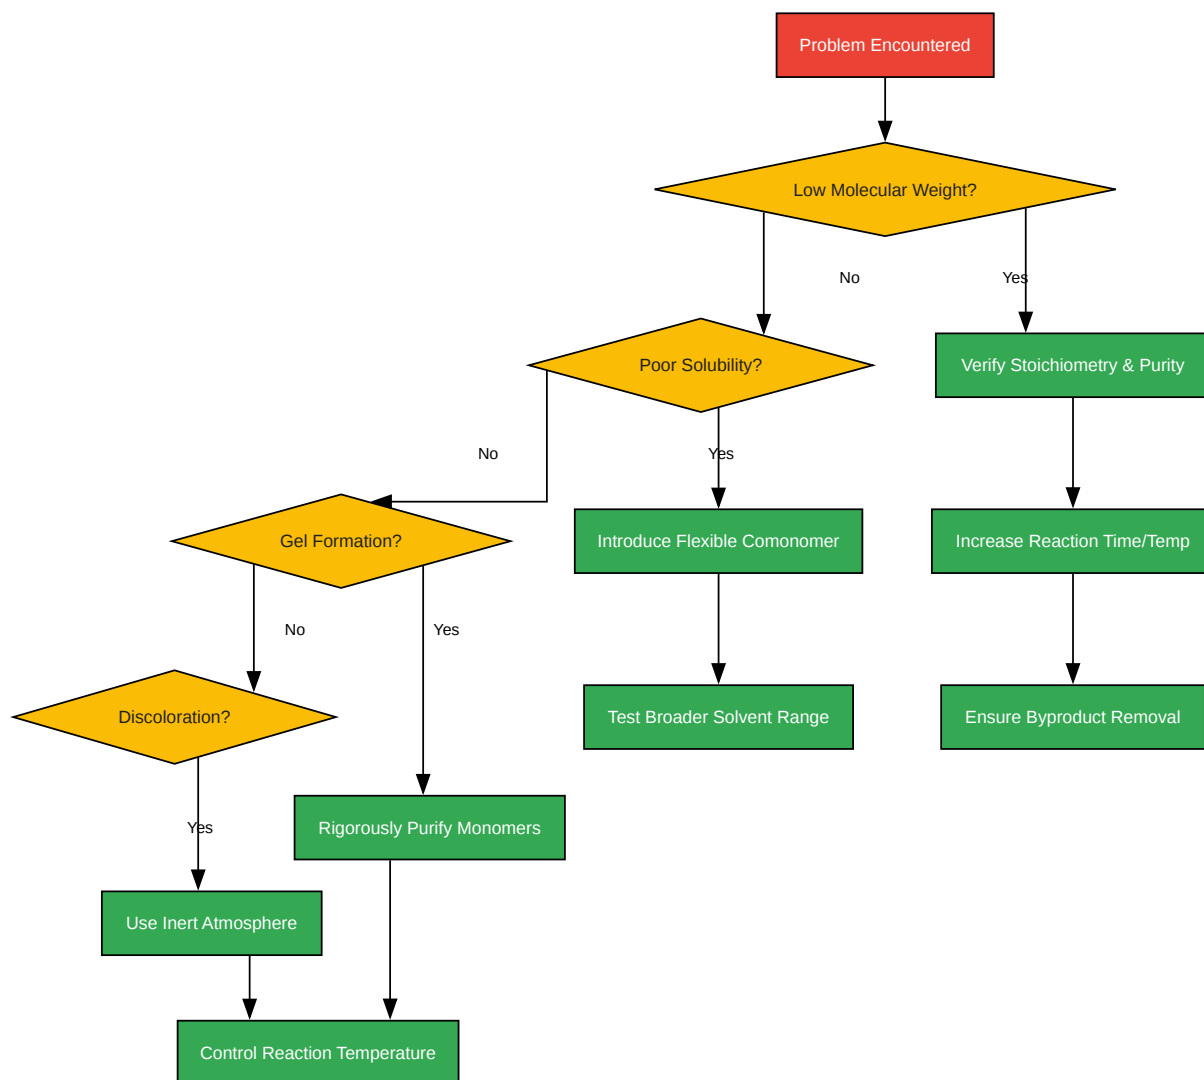 Problem Encountered
Low Molecular Weight?
No
Yes
Poor Solubility?
Verify Stoichiometry & Purity
No
Yes
Gel Formation?
Introduce Flexible Comonomer
Increase Reaction Time/Temp
No
Yes
Discoloration?
Test Broader Solvent Range
Ensure Byproduct Removal
Yes
Rigorously Purify Monomers
Use Inert Atmosphere
Control Reaction Temperature